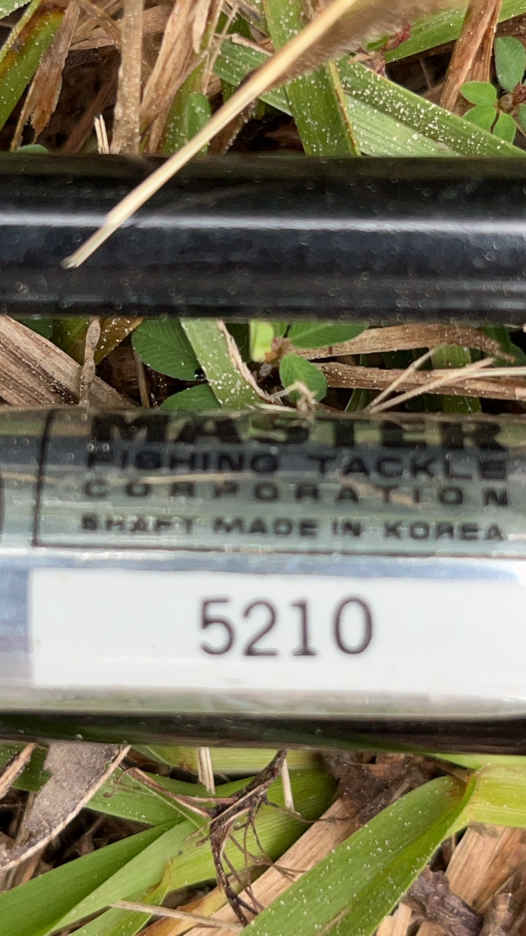 MASTER
FISHING TACKLE
CORPORATION
SHAFT MADE IN KOREA
5210